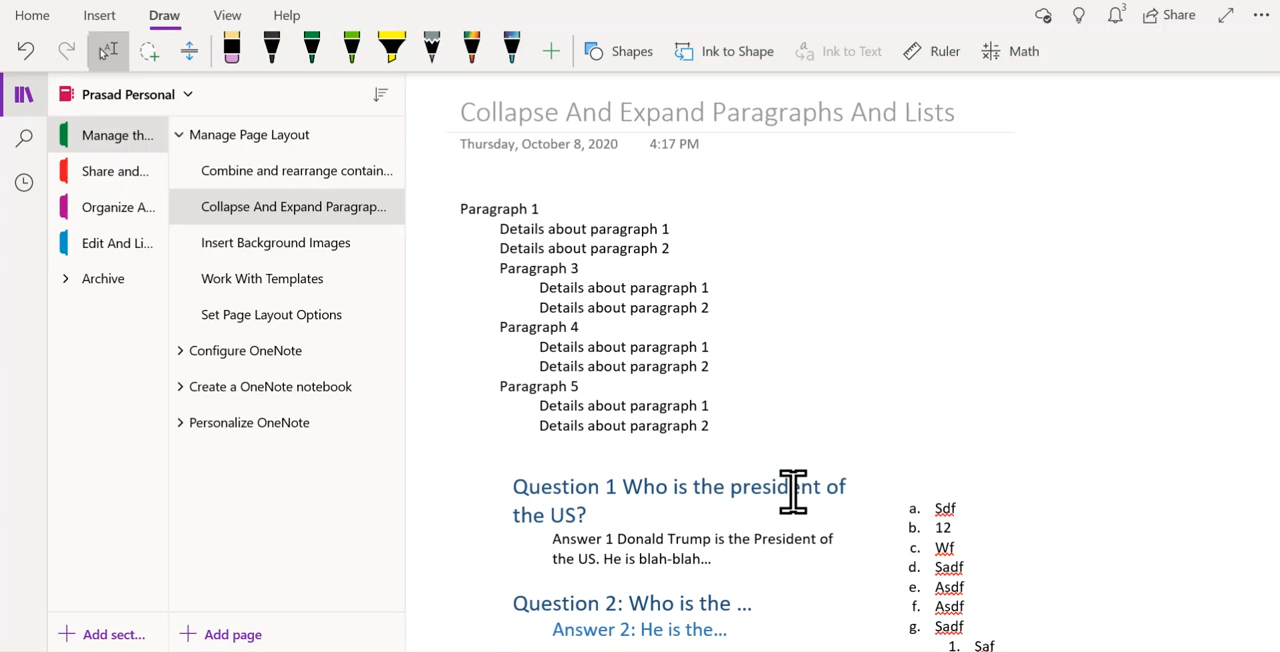 Home Insert Draw View Help
3 Share
Shapes Ink to Shape Ink to Text Ruler Math
Prasad Personal
Manage th...
Share and...
Organize A...
Edit And Li...
Archive
Add sect...
Manage Page Layout
Combine and rearrange contain...
Collapse And Expand Paragrap...
Insert Background Images
Work With Templates
Set Page Layout Options
Configure OneNote
Create a OneNote notebook
Personalize OneNote
Add page
Collapse And Expand Paragraphs And Lists
Thursday, October 8, 2020 4:17 PM
Paragraph 1
Details about paragraph 1
Details about paragraph 2
Paragraph 3
Details about paragraph 1
Details about paragraph 2
Paragraph 4
Details about paragraph 1
Details about paragraph 2
Paragraph 5
Details about paragraph 1
Details about paragraph 2
Question 1 Who is the president of
the US?
Answer 1 Donald Trump is the President of
the US. He is blah-blah...
Question 2: Who is the ...
Answer 2: He is the...
a. Sdf
b. 12
c. Wf
d. Sadf
e. Asdf
f. Asdf
g. Sadf
1. Saf